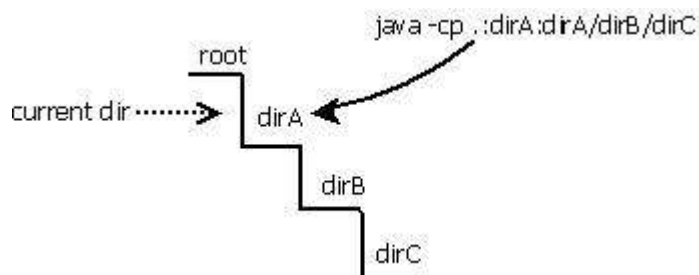 java -cp .:dirA:dirA/dirB/dirC
root
current dir
dirA
dirB
dirC